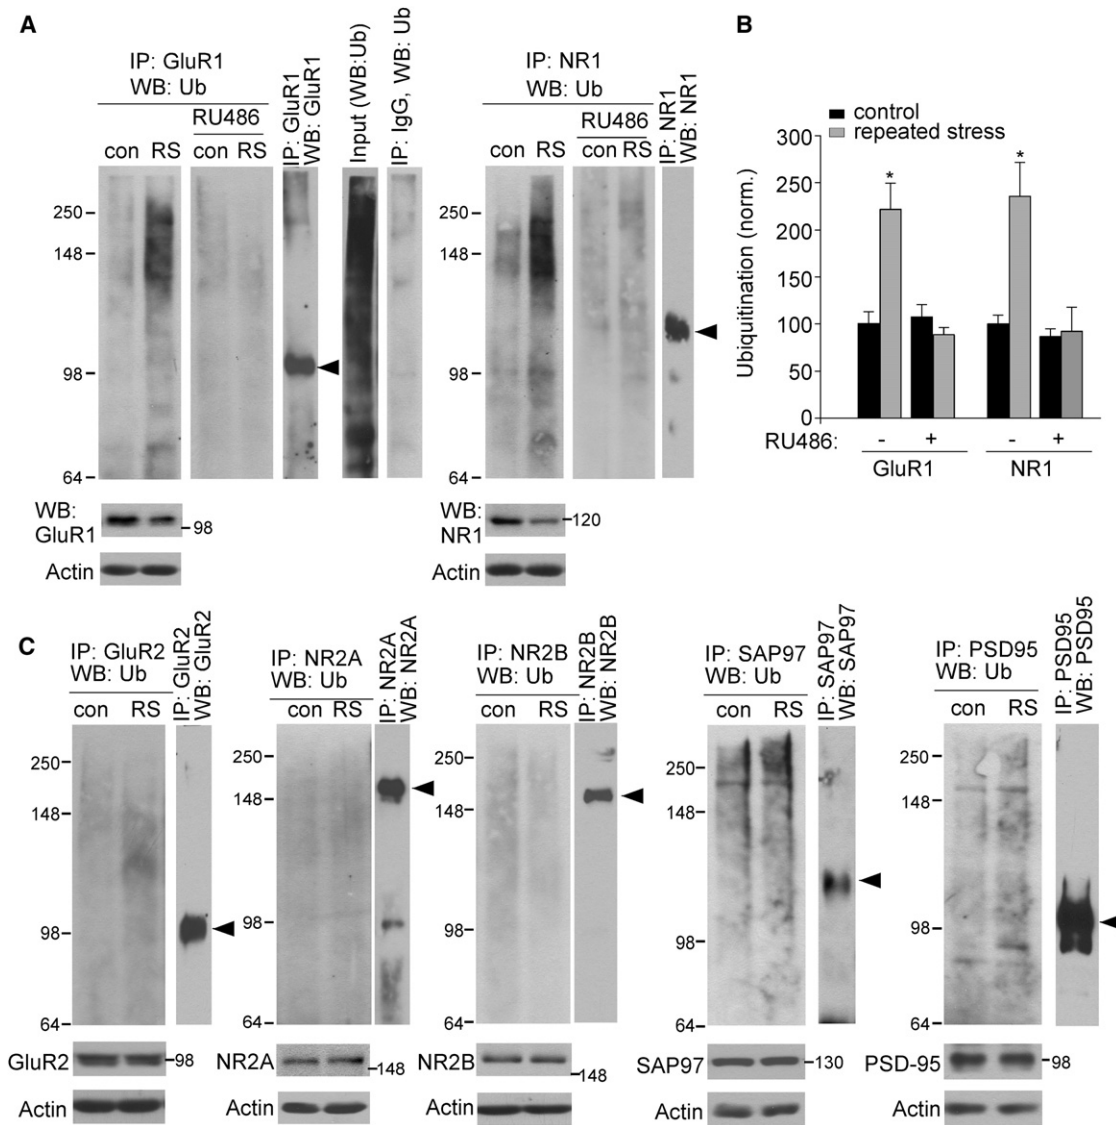 A
IP: GluR1
WB: Ub
RU486
con RS con RS
IP: GluR1
WB: GluR1
Input (WB:Ub)
IP: IgG, WB: Ub
250
148
98
64
WB:
GluR1
98
Actin
IP: NR1
WB: Ub
RU486
con RS con RS
IP: NR1
WB: NR1
250
148
98
64
WB:
NR1
120
Actin
B
control
repeated stress
Ubiquitination (norm.)
300
250
200
150
100
50
0
* *
RU486: - + - +
GluR1 NR1
C
IP: GluR2
WB: Ub
con RS
IP: GluR2
WB: GluR2
250
148
98
64
GluR2
98
Actin
IP: NR2A
WB: Ub
con RS
IP: NR2A
WB: NR2A
250
148
98
64
NR2A
148
Actin
IP: NR2B
WB: Ub
con RS
IP: NR2B
WB: NR2B
250
148
98
64
NR2B
148
Actin
IP: SAP97
WB: Ub
con RS
IP: SAP97
WB: SAP97
250
148
98
64
SAP97
130
Actin
IP: PSD95
WB: Ub
con RS
IP: PSD95
WB: PSD95
250
148
98
64
PSD-95
98
Actin